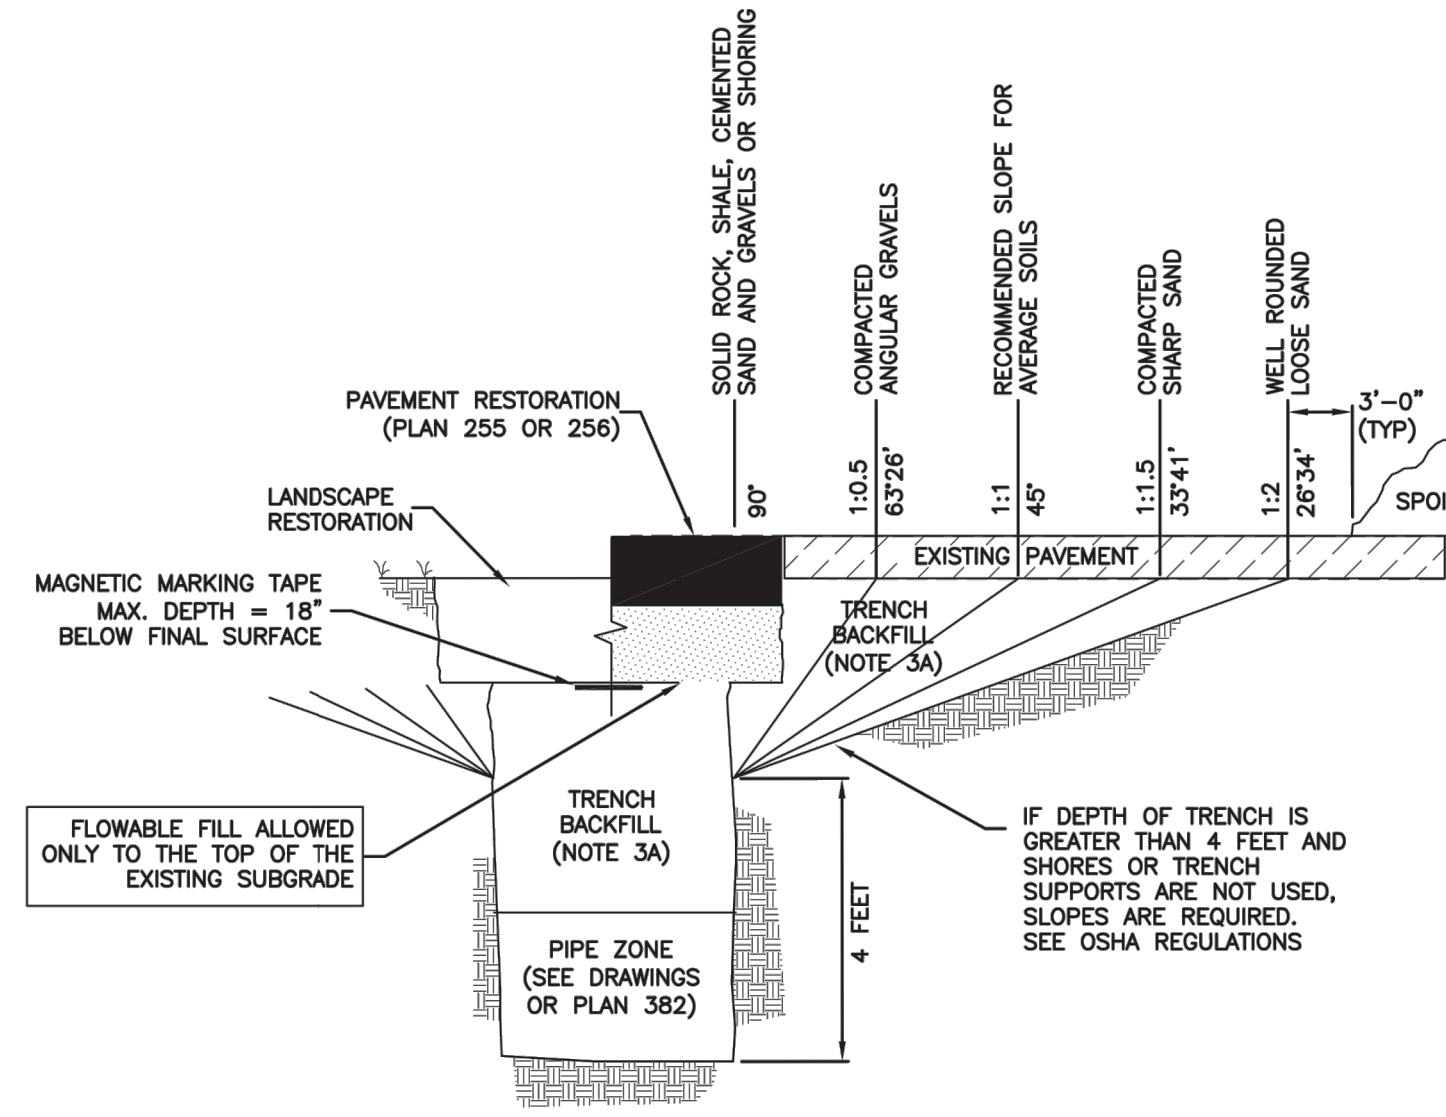 SOLID ROCK, SHALE, CEMENTED
SAND AND GRAVELS OR SHORING
COMPACTED
ANGULAR GRAVELS
RECOMMENDED SLOPE FOR
AVERAGE SOILS
COMPACTED
SHARP SAND
WELL ROUNDED
LOOSE SAND
3'-0"
(TYP)
90°
1:0.5
63°26'
1:1
45°
1:1.5
33°41'
1:2
26°34'
SPOI
PAVEMENT RESTORATION
(PLAN 255 OR 256)
LANDSCAPE
RESTORATION
EXISTING PAVEMENT
MAGNETIC MARKING TAPE
MAX. DEPTH = 18"
BELOW FINAL SURFACE
TRENCH
BACKFILL
(NOTE 3A)
FLOWABLE FILL ALLOWED
ONLY TO THE TOP OF THE
EXISTING SUBGRADE
TRENCH
BACKFILL
(NOTE 3A)
PIPE ZONE
(SEE DRAWINGS
OR PLAN 382)
4 FEET
IF DEPTH OF TRENCH IS
GREATER THAN 4 FEET AND
SHORES OR TRENCH
SUPPORTS ARE NOT USED,
SLOPES ARE REQUIRED.
SEE OSHA REGULATIONS